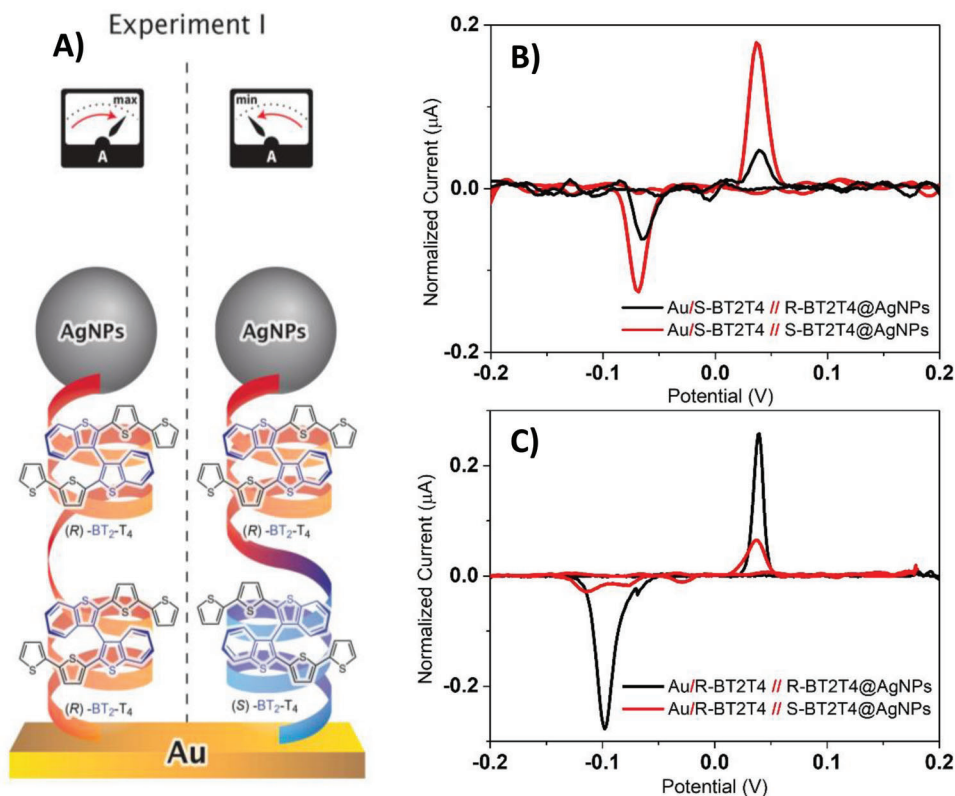 Experiment I
A)
max
A
min
A
AgNPs
AgNPs
S
S
S
S
S
S
(R) -BT₂-T₄
S
S
S
S
S
S
(R) -BT₂-T₄
S
S
S
S
S
S
(R) -BT₂-T₄
S
S
S
S
S
S
(S) -BT₂-T₄
Au
B)
Normalized Current (µA)
0.2
0.0
-0.2
Au/S-BT2T4 // R-BT2T4@AgNPs
Au/S-BT2T4 // S-BT2T4@AgNPs
-0.2
-0.1
0.0
0.1
0.2
Potential (V)
C)
Normalized Current (µA)
0.2
0.0
-0.2
Au/R-BT2T4 // R-BT2T4@AgNPs
Au/R-BT2T4 // S-BT2T4@AgNPs
-0.2
-0.1
0.0
0.1
0.2
Potential (V)